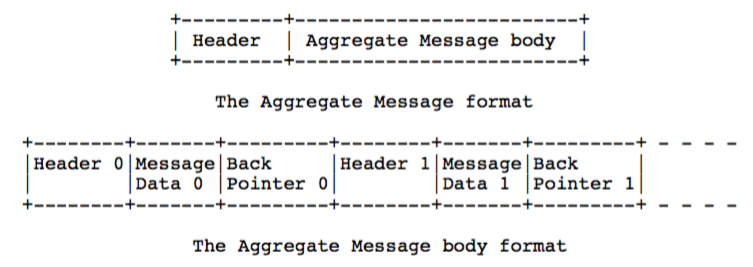 +---------+-------------------------+
| Header | Aggregate Message body |
+---------+-------------------------+
The Aggregate Message format
+--------+-------+---------+--------+-------+---------+ - - - -
|Header 0|Message|Back |Header 1|Message|Back |
| |Data 0 |Pointer 0| |Data 1 |Pointer 1|
+--------+-------+---------+--------+-------+---------+ - - - -
The Aggregate Message body format